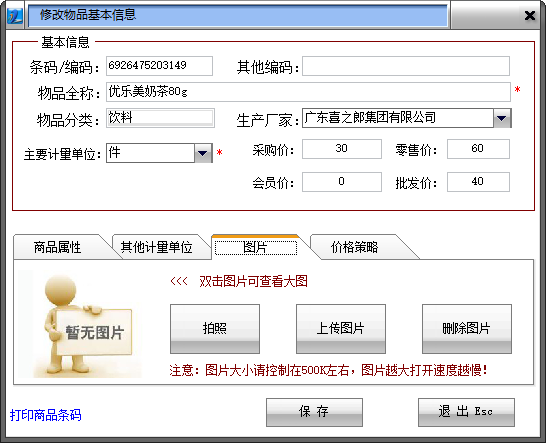 修改物品基本信息
基本信息
条码/编码: 6926475203149 其他编码:
物品全称: 优乐美奶茶80g *
物品分类: 饮料 生产厂家: 广东喜之郎集团有限公司
主要计量单位: 件 * 采购价: 30 零售价: 60
会员价: 0 批发价: 40
商品属性 其他计量单位 图片 价格策略
<<< 双击图片可查看大图
暂无图片
拍照 上传图片 删除图片
注意: 图片大小请控制在500K左右，图片越大打开速度越慢!
打印商品条码 保 存 退 出 Esc